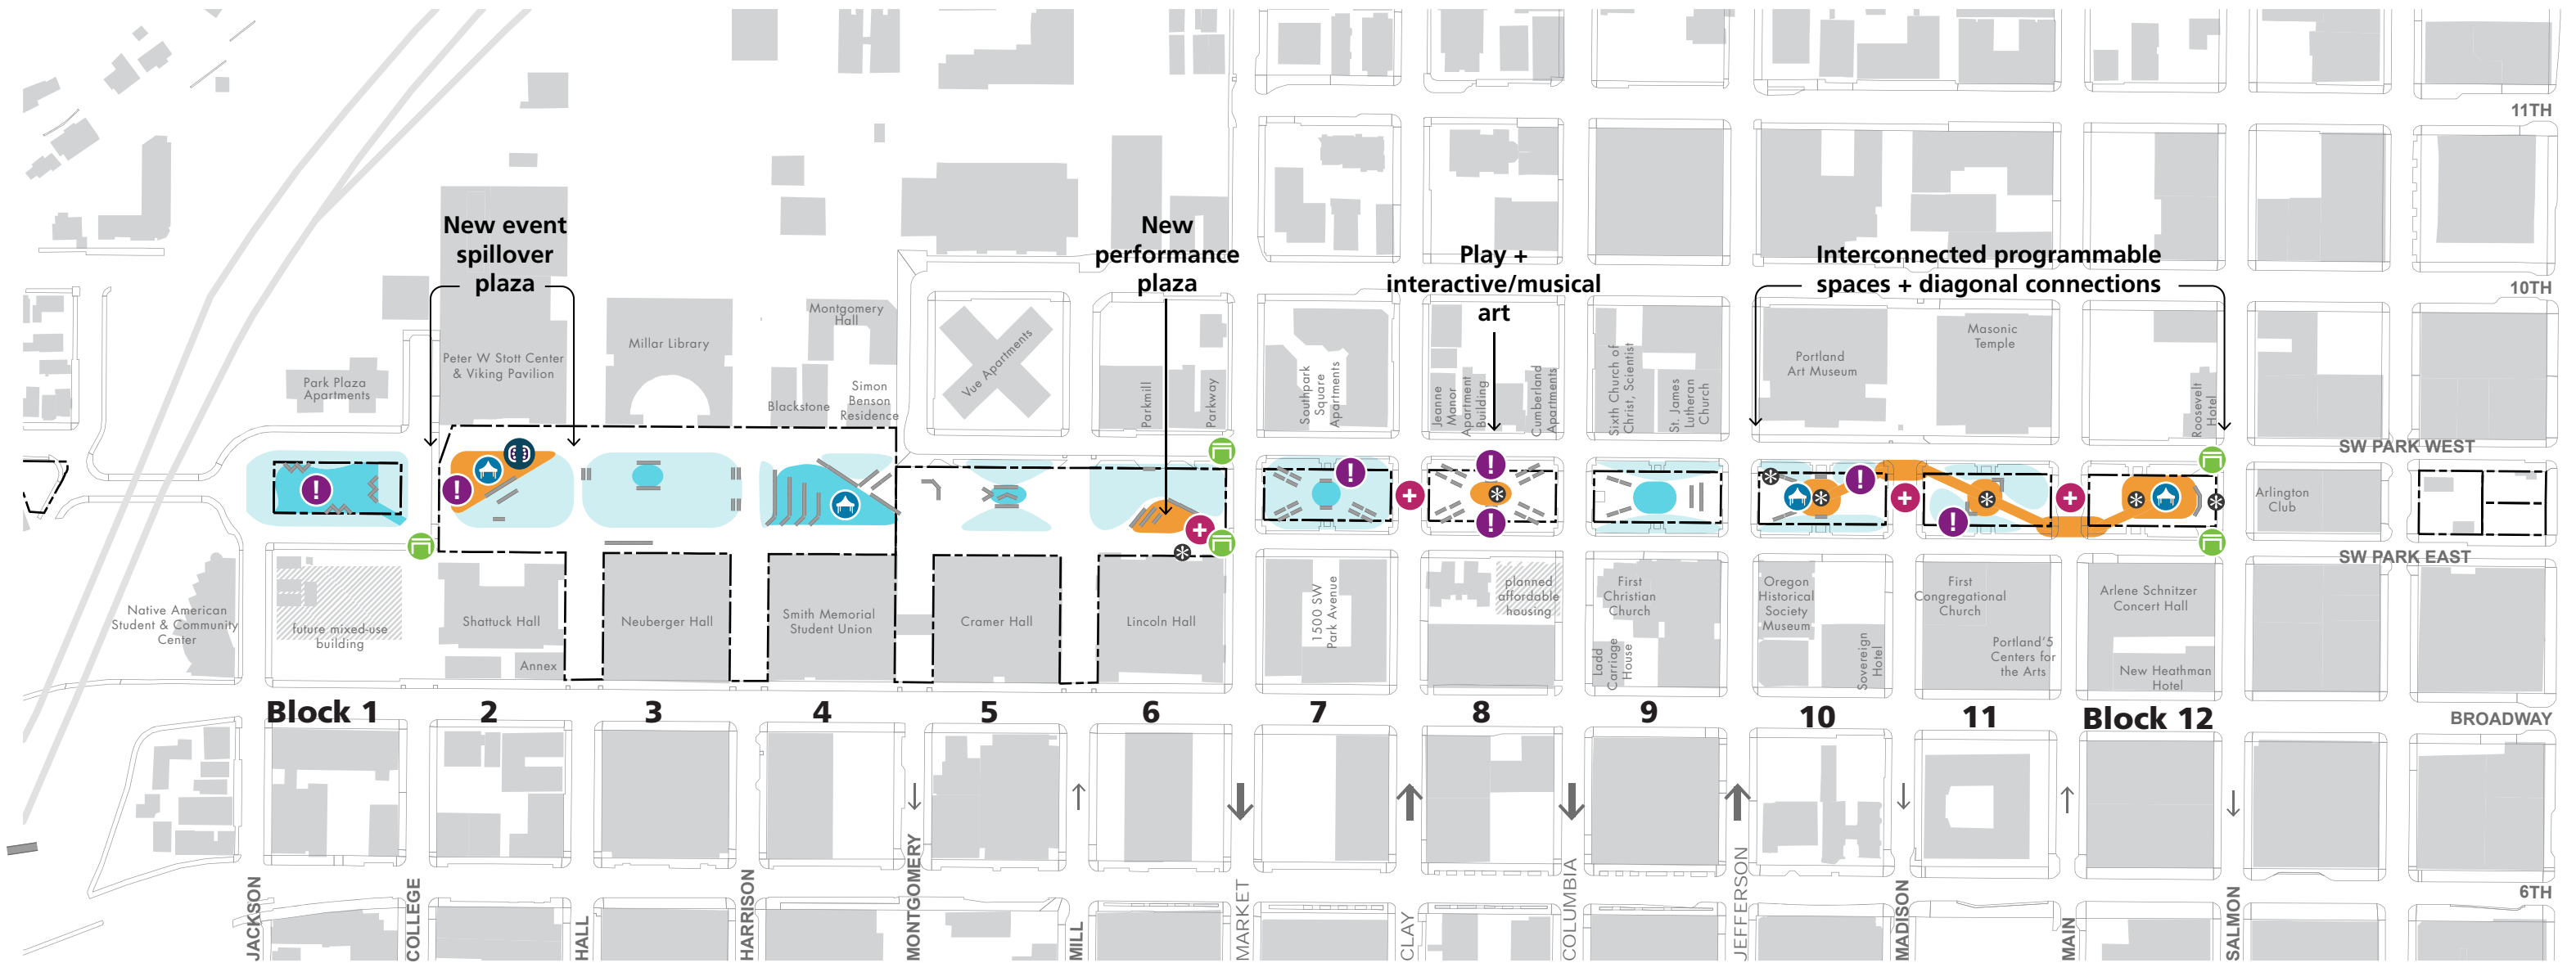 11TH
10TH
New event
spillover
plaza
New
performance
plaza
Play +
interactive/musical
art
Interconnected programmable
spaces + diagonal connections
Park Plaza
Apartments
Peter W Stott Center
& Viking Pavilion
Millar Library
Montgomery
Hall
Blackstone
Simon
Benson
Residence
Vue Apartments
Parkmill
Parkway
Southpark
Square
Apartments
Jeanne
Manor
Apartment
Building
Cumberland
Apartments
Sixth Church of
Christ, Scientist
St. James
Lutheran
Church
Portland
Art Museum
Masonic
Temple
Roosevelt
Hotel
SW PARK WEST
Arlington
Club
SW PARK EAST
Native American
Student & Community
Center
future mixed-use
building
Shattuck Hall
Annex
Neuberger Hall
Smith Memorial
Student Union
Cramer Hall
Lincoln Hall
1500 SW
Park Avenue
planned
affordable
housing
First
Christian
Church
Ladd
Carriage
House
Oregon
Historical
Society
Museum
Sovereign
Hotel
First
Congregational
Church
Portland'5
Centers for
the Arts
Arlene Schnitzer
Concert Hall
New Heathman
Hotel
Block 1
2
3
4
5
6
7
8
9
10
11
Block 12
BROADWAY
6TH
JACKSON
COLLEGE
HALL
HARRISON
MONTGOMERY
MILL
MARKET
CLAY
COLUMBIA
JEFFERSON
MADISON
MAIN
SALMON